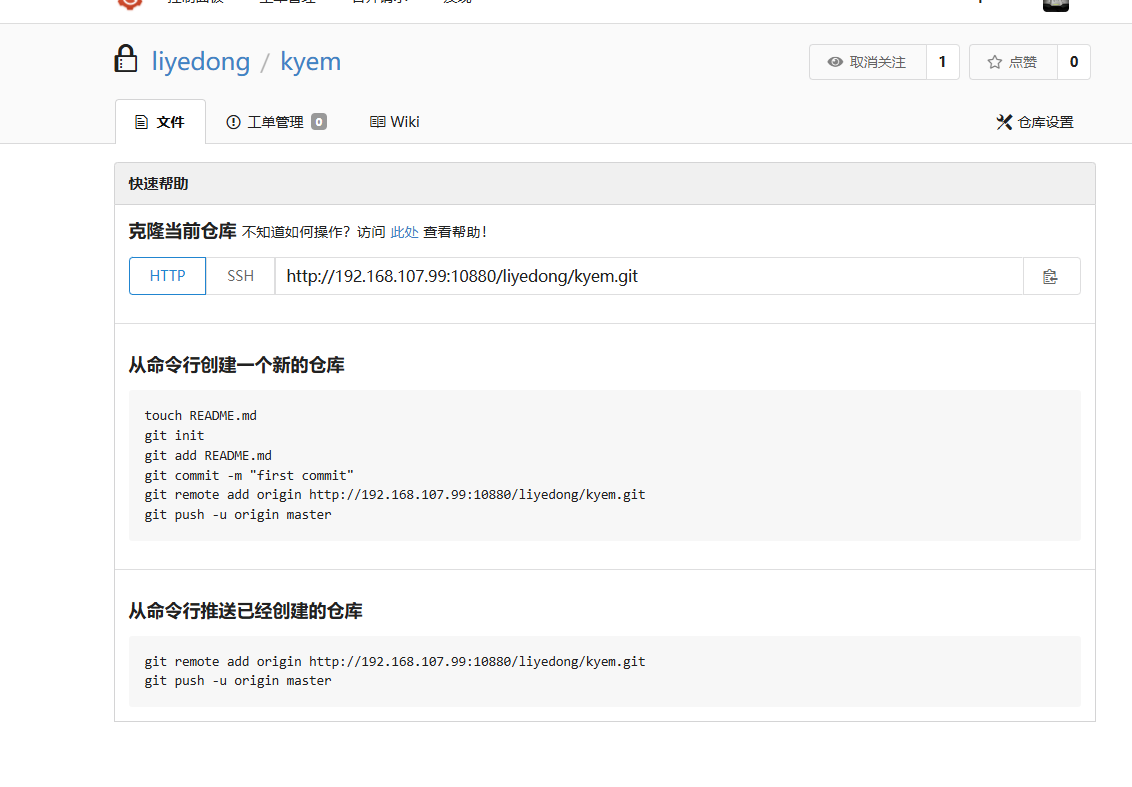 liyedong / kyem
取消关注 1
点赞 0
文件
工单管理 0
Wiki
仓库设置
快速帮助
克隆当前仓库 不知道如何操作？访问 此处 查看帮助！
HTTP SSH http://192.168.107.99:10880/liyedong/kyem.git
从命令行创建一个新的仓库
touch README.md
git init
git add README.md
git commit -m "first commit"
git remote add origin http://192.168.107.99:10880/liyedong/kyem.git
git push -u origin master
从命令行推送已经创建的仓库
git remote add origin http://192.168.107.99:10880/liyedong/kyem.git
git push -u origin master